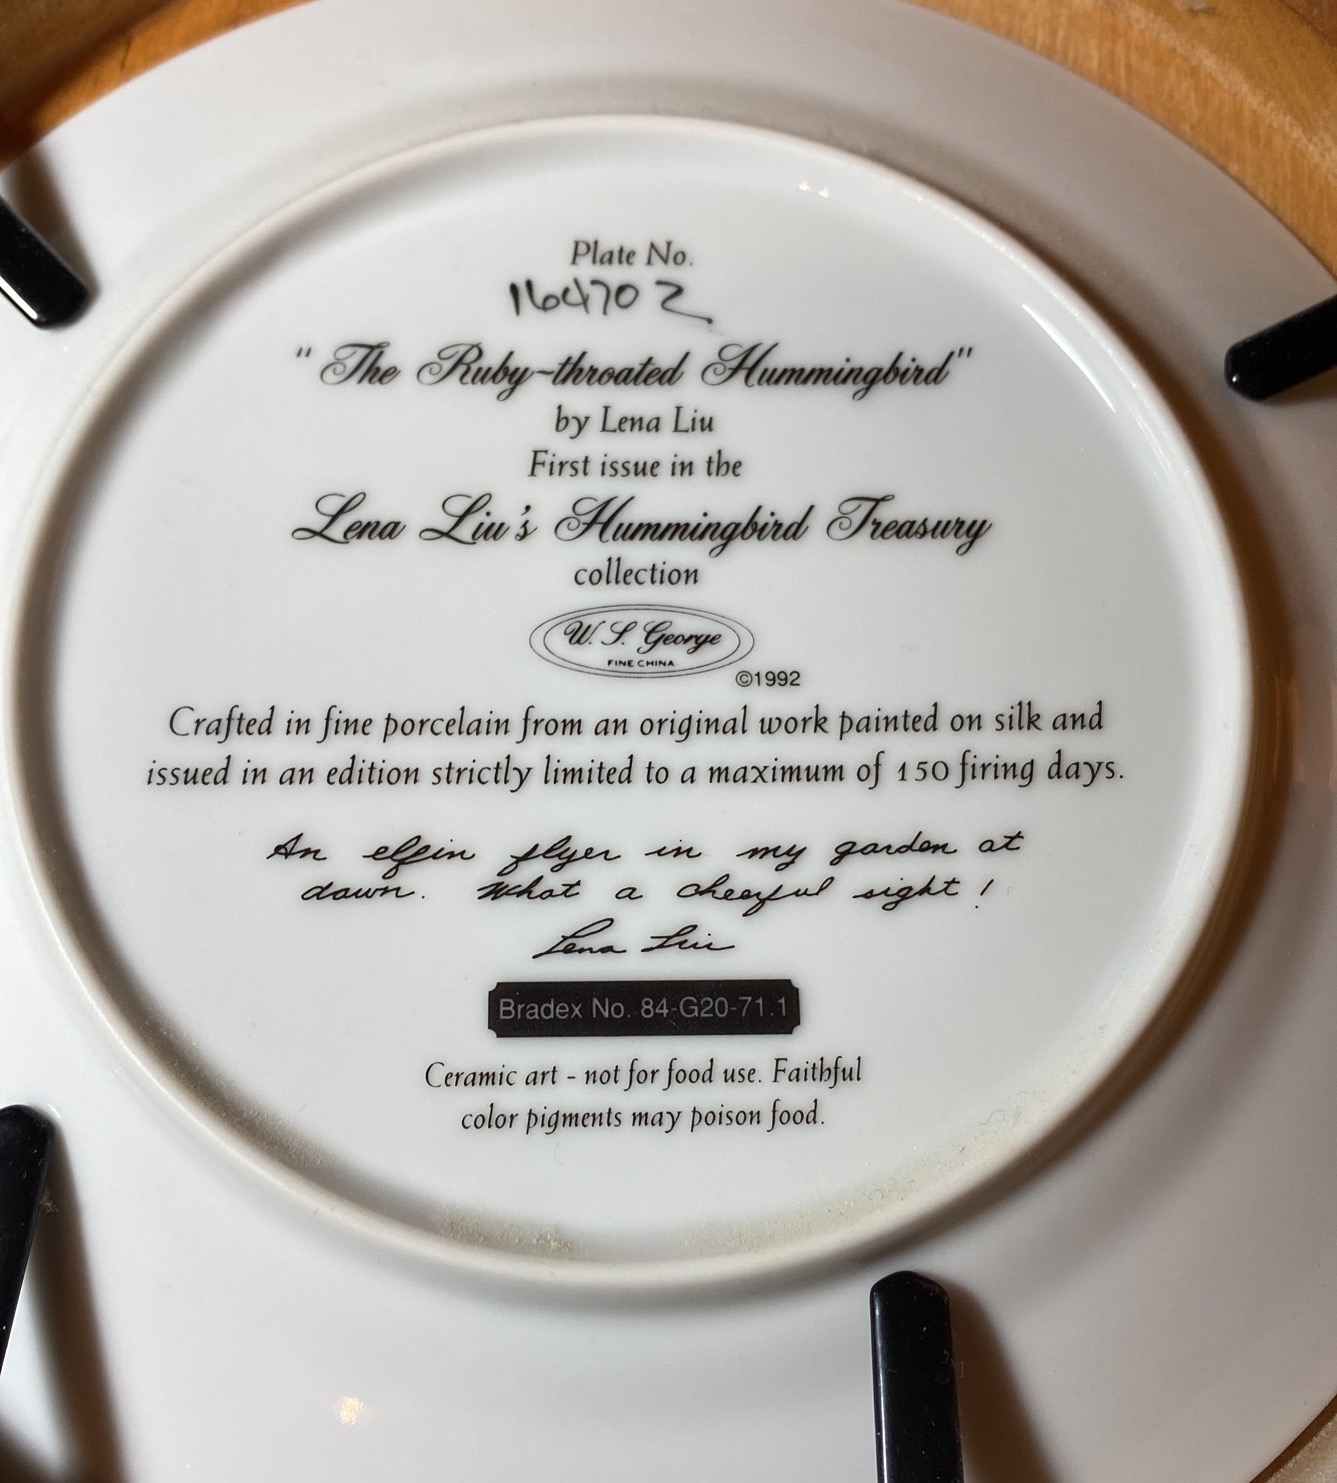 Plate No.
164702
"The Ruby-throated Hummingbird"
by Lena Liu
First issue in the
Lena Liu's Hummingbird Treasury
collection
W. S. George
FINE CHINA
©1992
Crafted in fine porcelain from an original work painted on silk and
issued in an edition strictly limited to a maximum of 150 firing days.
An elfin flyer in my garden at
dawn. What a cheerful sight!
Lena Liu
Bradex No. 84-G20-71.1
Ceramic art - not for food use. Faithful
color pigments may poison food.